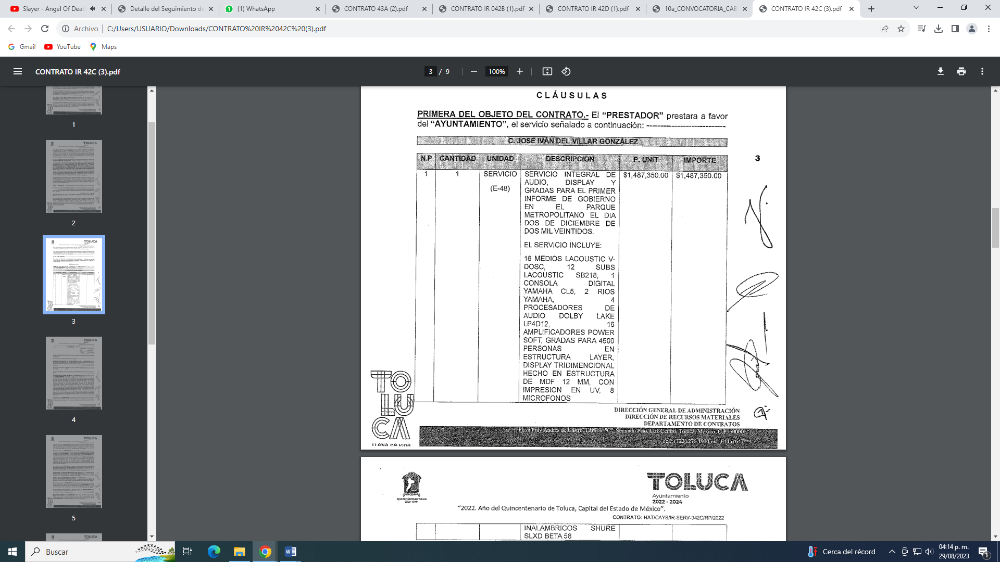 Slayer - Angel Of Deat
Detalle del Seguimiento de
(1) WhatsApp
CONTRATO 43A (2).pdf
CONTRATO IR 042B (1).pdf
CONTRATO IR 42D (1).pdf
10a_CONVOCATORIA_CAB
CONTRATO IR 42C (3).pdf
Archivo
C:/Users/USUARIO/Downloads/CONTRATO%20IR%2042C%20(3).pdf
Gmail
YouTube
Maps
CONTRATO IR 42C (3).pdf
3 / 9
100%
1
2
3
4
5
CLÁUSULAS
PRIMERA DEL OBJETO DEL CONTRATO.- El “PRESTADOR” prestara a favor
del “AYUNTAMIENTO”, el servicio señalado a continuación: ----------------------------
C. JOSÉ IVÁN DEL VILLAR GONZÁLEZ
3
N.P CANTIDAD UNIDAD DESCRIPCION P. UNIT IMPORTE
1 1 SERVICIO SERVICIO INTEGRAL DE $1,487,350.00 $1,487,350.00
(E-48)
AUDIO, DISPLAY Y
GRADAS PARA EL PRIMER
INFORME DE GOBIERNO
EN EL PARQUE
METROPOLITANO EL DIA
DOS DE DICIEMBRE DE
DOS MIL VEINTIDOS.
EL SERVICIO INCLUYE:
16 MEDIOS LACOUSTIC V-
DOSC, 12 SUBS
LACOUSTIC SB218, 1
CONSOLA DIGITAL
YAMAHA CL5, 2 RIOS
YAMAHA, 4
PROCESADORES DE
AUDIO DOLBY LAKE
LP4D12, 16
AMPLIFICADORES POWER
SOFT, GRADAS PARA 4500
PERSONAS EN
ESTRUCTURA LAYER,
DISPLAY TRIDIMENCIONAL
HECHO EN ESTRUCTURA
DE MDF 12 MM, CON
IMPRESION EN UV, 8
MICROFONOS
TOLUCA
LLENA DE VIDA
DIRECCIÓN GENERAL DE ADMINISTRACIÓN
DIRECCIÓN DE RECURSOS MATERIALES
DEPARTAMENTO DE CONTRATOS
Plaza Fray Andrés de Castro, Edificio "C", Segundo Piso, Col. Centro, Toluca, México, C.P. 50000
Tel.: (722) 276 1900 ext. 644 o 647
Ayuntamiento de Toluca
2022 - 2024
TOLUCA
Ayuntamiento
2022 - 2024
“2022. Año del Quincentenario de Toluca, Capital del Estado de México”.
CONTRATO: HAT/CAYS/IR-SERV-042C/RP/2022
INALAMBRICOS SHURE
SLXD BETA 58
Buscar
Cerca del récord
04:14 p. m.
29/08/2023
1